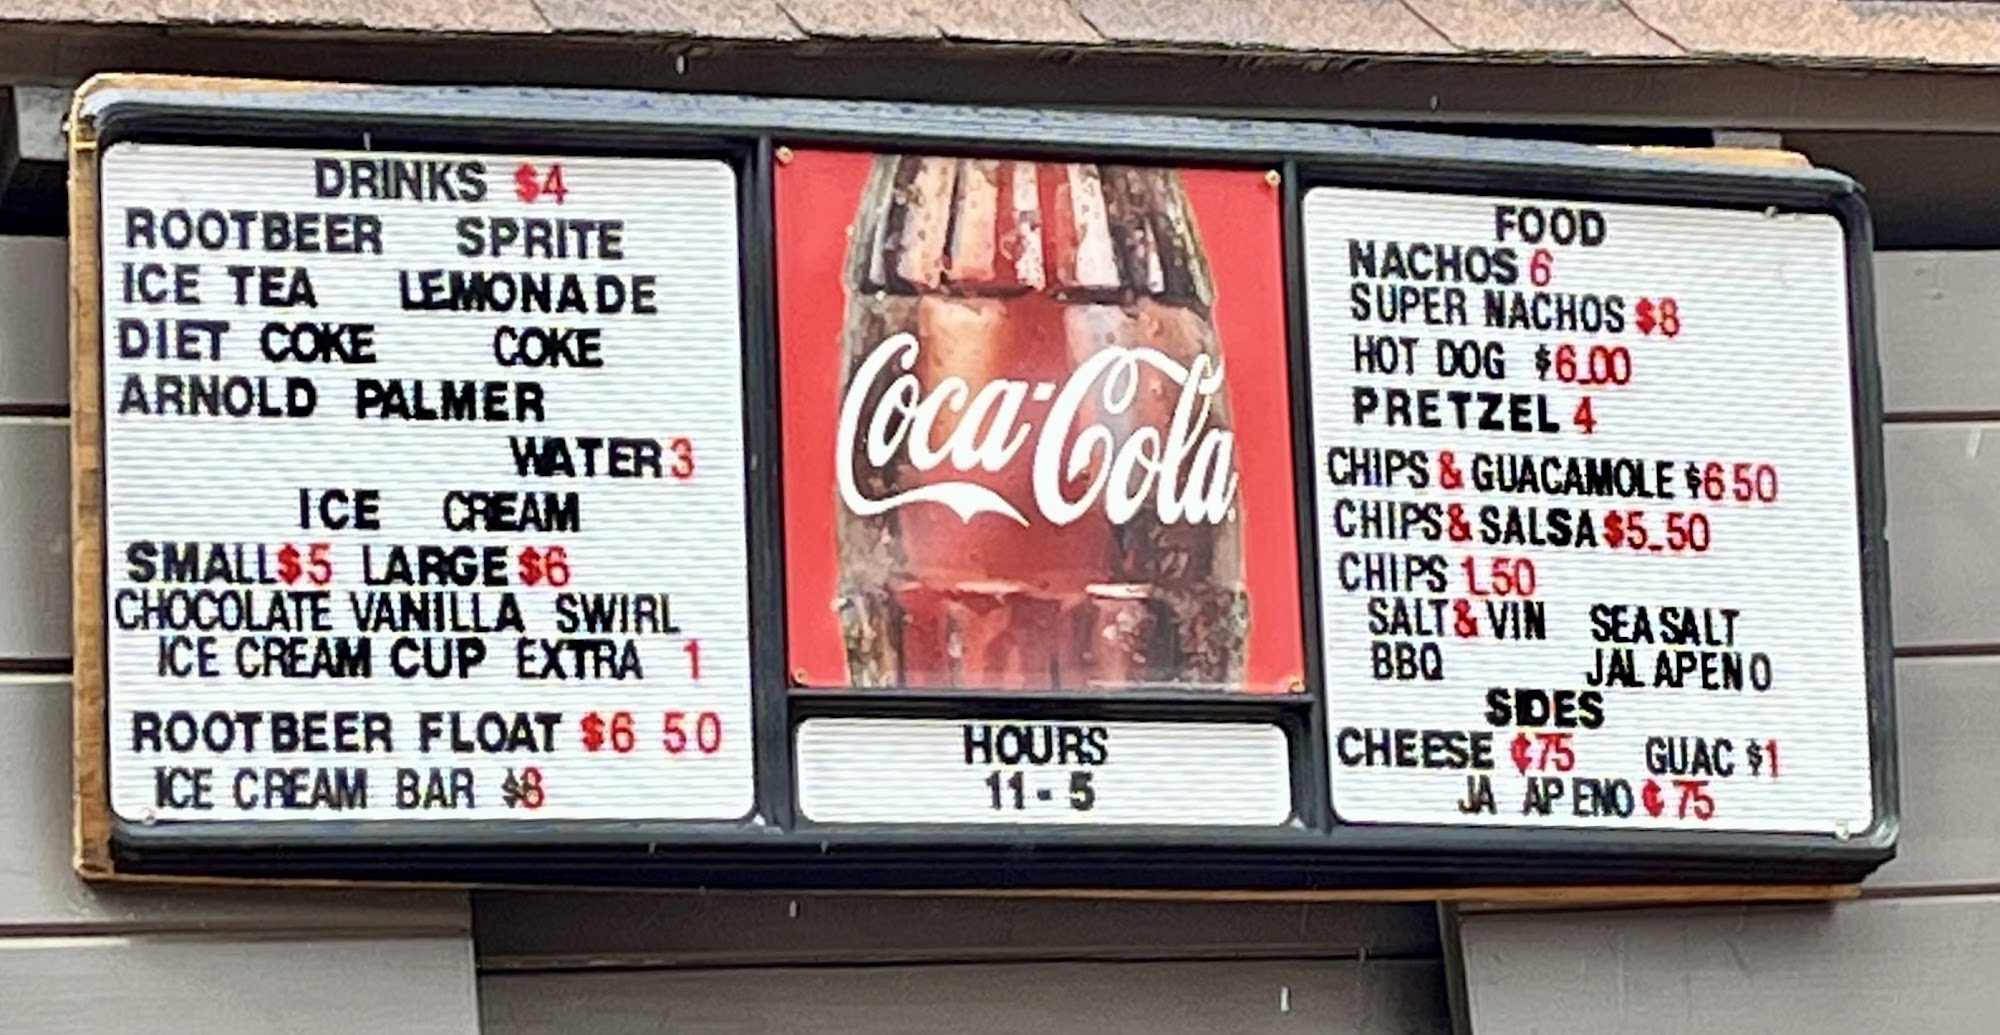 DRINKS $4
ROOTBEER SPRITE
ICE TEA LEMONADE
DIET COKE COKE
ARNOLD PALMER
WATER 3
ICE CREAM
SMALL $5 LARGE $6
CHOCOLATE VANILLA SWIRL
ICE CREAM CUP EXTRA 1
ROOTBEER FLOAT $6 50
ICE CREAM BAR $8
Coca-Cola
HOURS
11-5
FOOD
NACHOS 6
SUPER NACHOS $8
HOT DOG $6.00
PRETZEL 4
CHIPS & GUACAMOLE $6 50
CHIPS & SALSA $5.50
CHIPS 1.50
SALT & VIN SEA SALT
BBQ JALAPENO
SIDES
CHEESE ¢75 GUAC $1
JA APENO ¢75